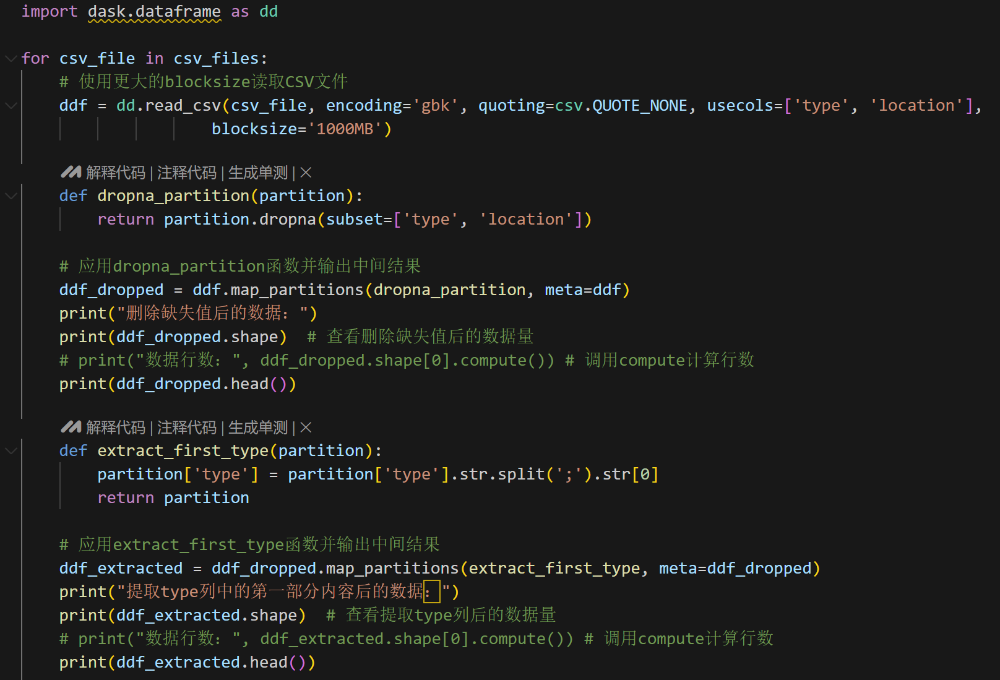 import dask.dataframe as dd
for csv_file in csv_files:
# 使用更大的blocksize读取CSV文件
ddf = dd.read_csv(csv_file, encoding='gbk', quoting=csv.QUOTE_NONE, usecols=['type', 'location'],
blocksize='1000MB')
解释代码 | 注释代码 | 生成单测 | ×
def dropna_partition(partition):
return partition.dropna(subset=['type', 'location'])
# 应用dropna_partition函数并输出中间结果
ddf_dropped = ddf.map_partitions(dropna_partition, meta=ddf)
print("删除缺失值后的数据：")
print(ddf_dropped.shape)  # 查看删除缺失值后的数据量
# print("数据行数：", ddf_dropped.shape[0].compute()) # 调用compute计算行数
print(ddf_dropped.head())
解释代码 | 注释代码 | 生成单测 | ×
def extract_first_type(partition):
partition['type'] = partition['type'].str.split(';').str[0]
return partition
# 应用extract_first_type函数并输出中间结果
ddf_extracted = ddf_dropped.map_partitions(extract_first_type, meta=ddf_dropped)
print("提取type列中的第一部分内容后的数据：")
print(ddf_extracted.shape)  # 查看提取type列后的数据量
# print("数据行数：", ddf_extracted.shape[0].compute()) # 调用compute计算行数
print(ddf_extracted.head())